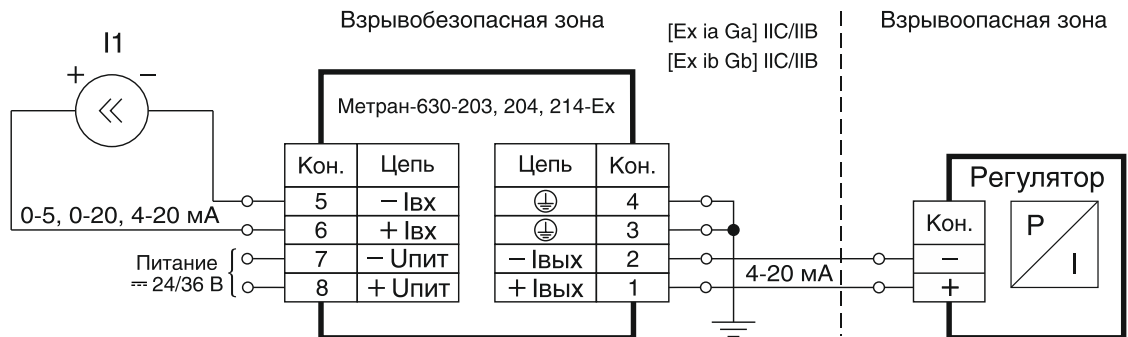 Взрывобезопасная зона
Взрывоопасная зона
[Ex ia Ga] IIC/IIB
[Ex ib Gb] IIC/IIB
I1
+ −
Метран-630-203, 204, 214-Ex
Кон. Цепь Цепь Кон.
5 − Iвх 4
6 + Iвх 3
7 − Uпит − Iвых 2
8 + Uпит + Iвых 1
0-5, 0-20, 4-20 мА
Питание
24/36 В
4-20 мА
Регулятор
Кон.
−
+
P
I